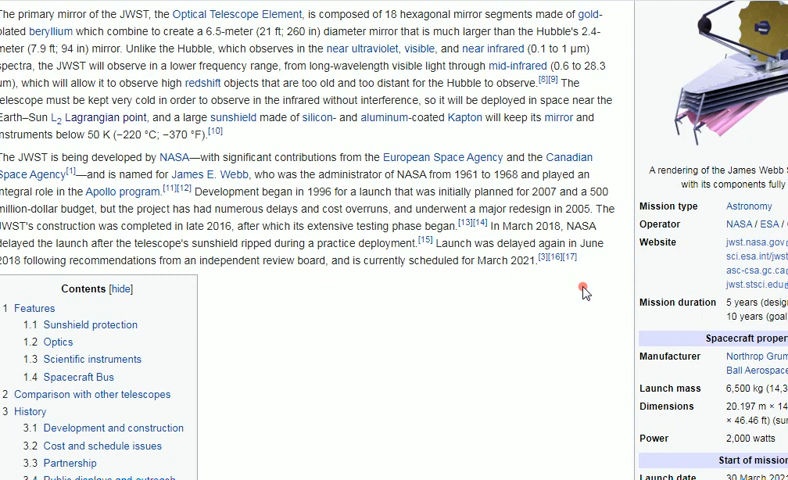 The primary mirror of the JWST, the Optical Telescope Element, is composed of 18 hexagonal mirror segments made of gold-
plated beryllium which combine to create a 6.5-meter (21 ft; 260 in) diameter mirror that is much larger than the Hubble's 2.4-
meter (7.9 ft; 94 in) mirror. Unlike the Hubble, which observes in the near ultraviolet, visible, and near infrared (0.1 to 1 μm)
spectra, the JWST will observe in a lower frequency range, from long-wavelength visible light through mid-infrared (0.6 to 28.3
μm), which will allow it to observe high redshift objects that are too old and too distant for the Hubble to observe.[8][9] The
telescope must be kept very cold in order to observe in the infrared without interference, so it will be deployed in space near the
Earth–Sun L2 Lagrangian point, and a large sunshield made of silicon- and aluminum-coated Kapton will keep its mirror and
instruments below 50 K (−220 °C; −370 °F).[10]
The JWST is being developed by NASA—with significant contributions from the European Space Agency and the Canadian
Space Agency[1]—and is named for James E. Webb, who was the administrator of NASA from 1961 to 1968 and played an
integral role in the Apollo program.[11][12] Development began in 1996 for a launch that was initially planned for 2007 and a 500
million-dollar budget, but the project has had numerous delays and cost overruns, and underwent a major redesign in 2005. The
JWST's construction was completed in late 2016, after which its extensive testing phase began.[13][14] In March 2018, NASA
delayed the launch after the telescope's sunshield ripped during a practice deployment.[15] Launch was delayed again in June
2018 following recommendations from an independent review board, and is currently scheduled for March 2021.[3][16][17]
Contents [hide]
1 Features
1.1 Sunshield protection
1.2 Optics
1.3 Scientific instruments
1.4 Spacecraft Bus
2 Comparison with other telescopes
3 History
3.1 Development and construction
3.2 Cost and schedule issues
3.3 Partnership
3.4 Public displays and outreach
A rendering of the James Webb
with its components fully
Mission type Astronomy
Operator NASA / ESA /
Website jwst.nasa.gov
sci.esa.int/jwst
asc-csa.gc.ca
jwst.stsci.edu
Mission duration 5 years (design
10 years (goal
Spacecraft proper
Manufacturer Northrop Grum
Ball Aerospace
Launch mass 6,500 kg (14,3
Dimensions 20.197 m × 14
× 46.46 ft) (sun
Power 2,000 watts
Start of mission
Launch date 30 March 2021